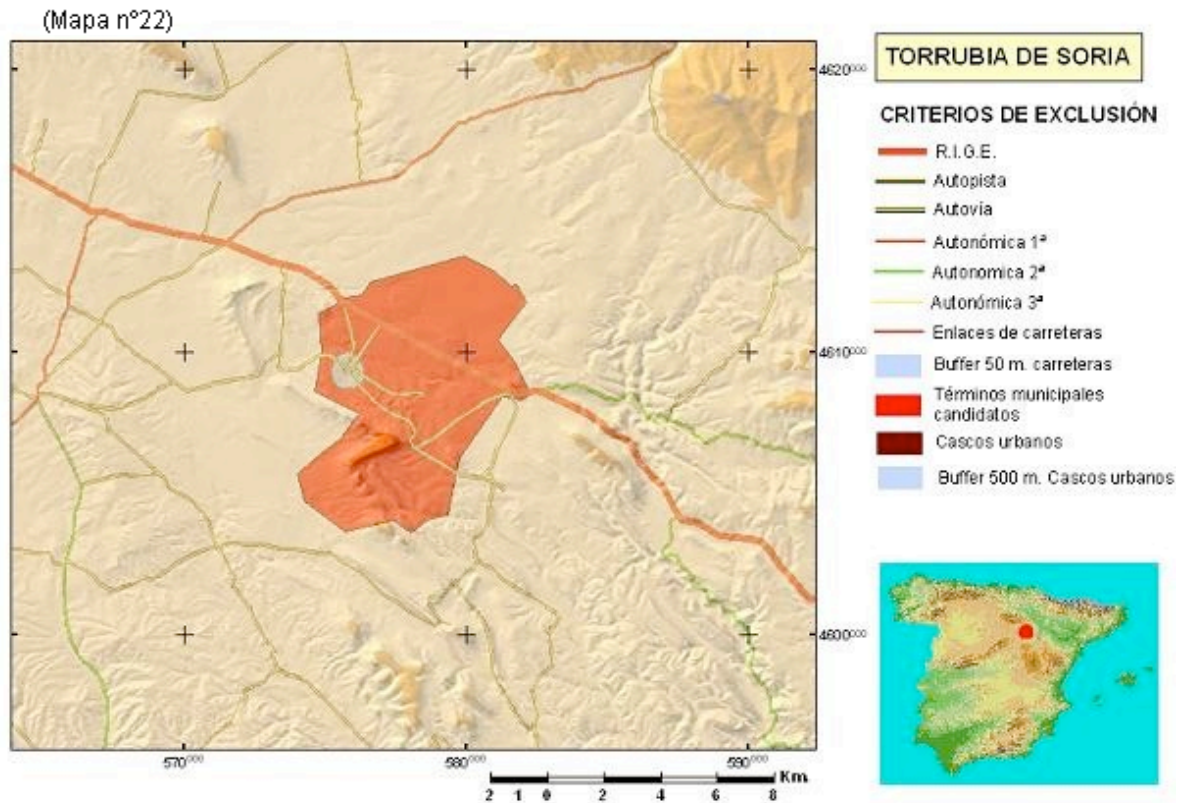 (Mapa nº22)
TORRUBIA DE SORIA
CRITERIOS DE EXCLUSIÓN
R.I.G.E.
Autopista
Autovía
Autonómica 1ª
Autonomica 2ª
Autonómica 3ª
Enlaces de carreteras
Buffer 50 m. carreteras
Términos municipales
candidatos
Cascos urbanos
Buffer 500 m. Cascos urbanos
4620000
4610000
4600000
570000 580000 590000
Km.
2 1 0 2 4 6 8